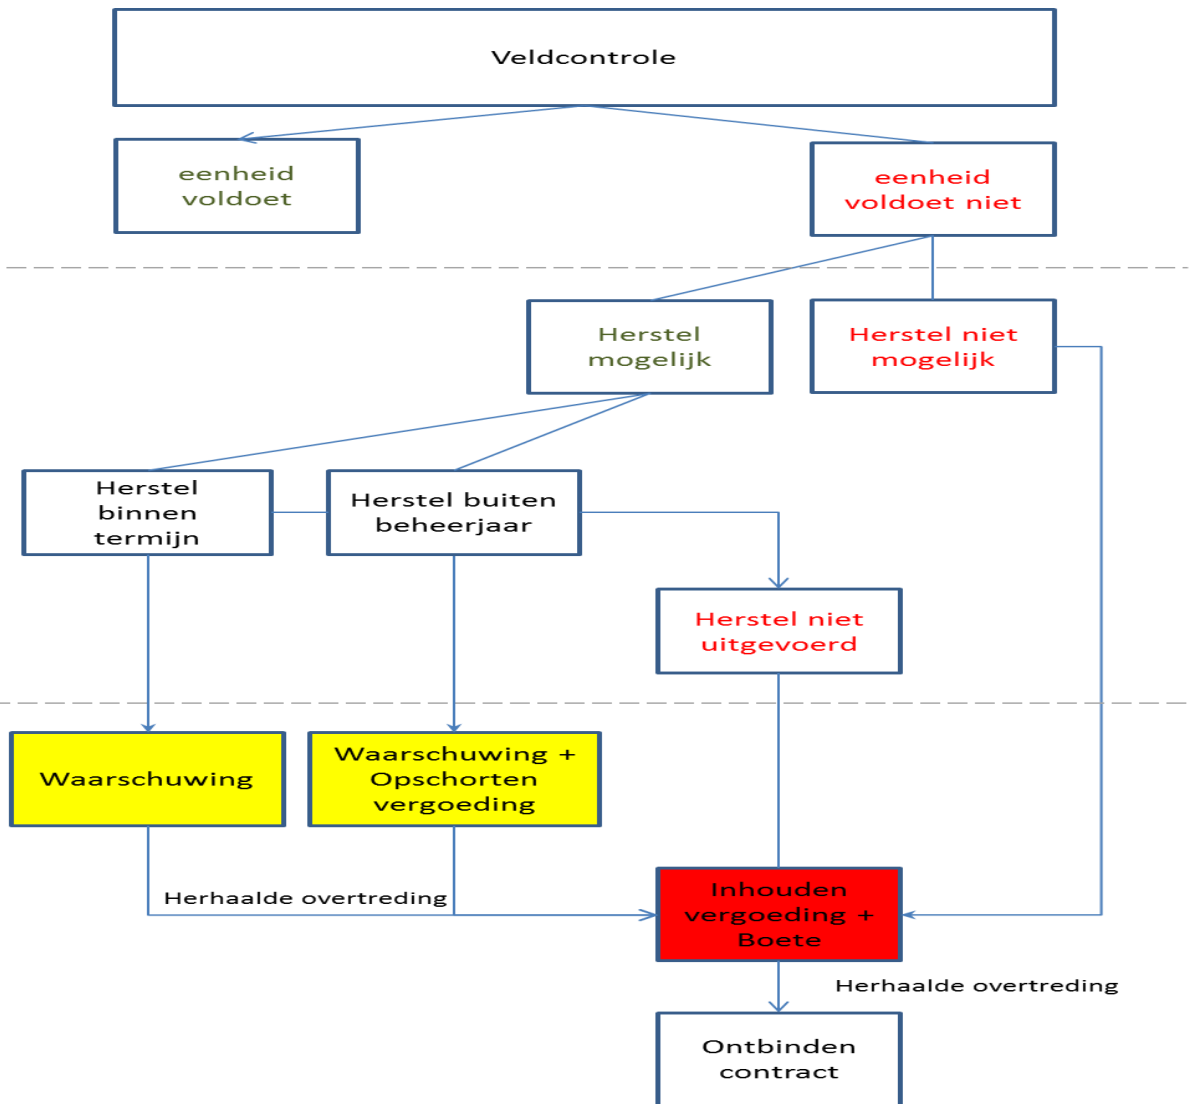 Veldcontrole
eenheid
voldoet
eenheid
voldoet niet
Herstel
mogelijk
Herstel niet
mogelijk
Herstel
binnen
termijn
Herstel buiten
beheerjaar
Herstel niet
uitgevoerd
Waarschuwing
Waarschuwing +
Opschorten
vergoeding
Herhaalde overtreding
Inhouden
vergoeding +
Boete
Herhaalde overtreding
Ontbinden
contract